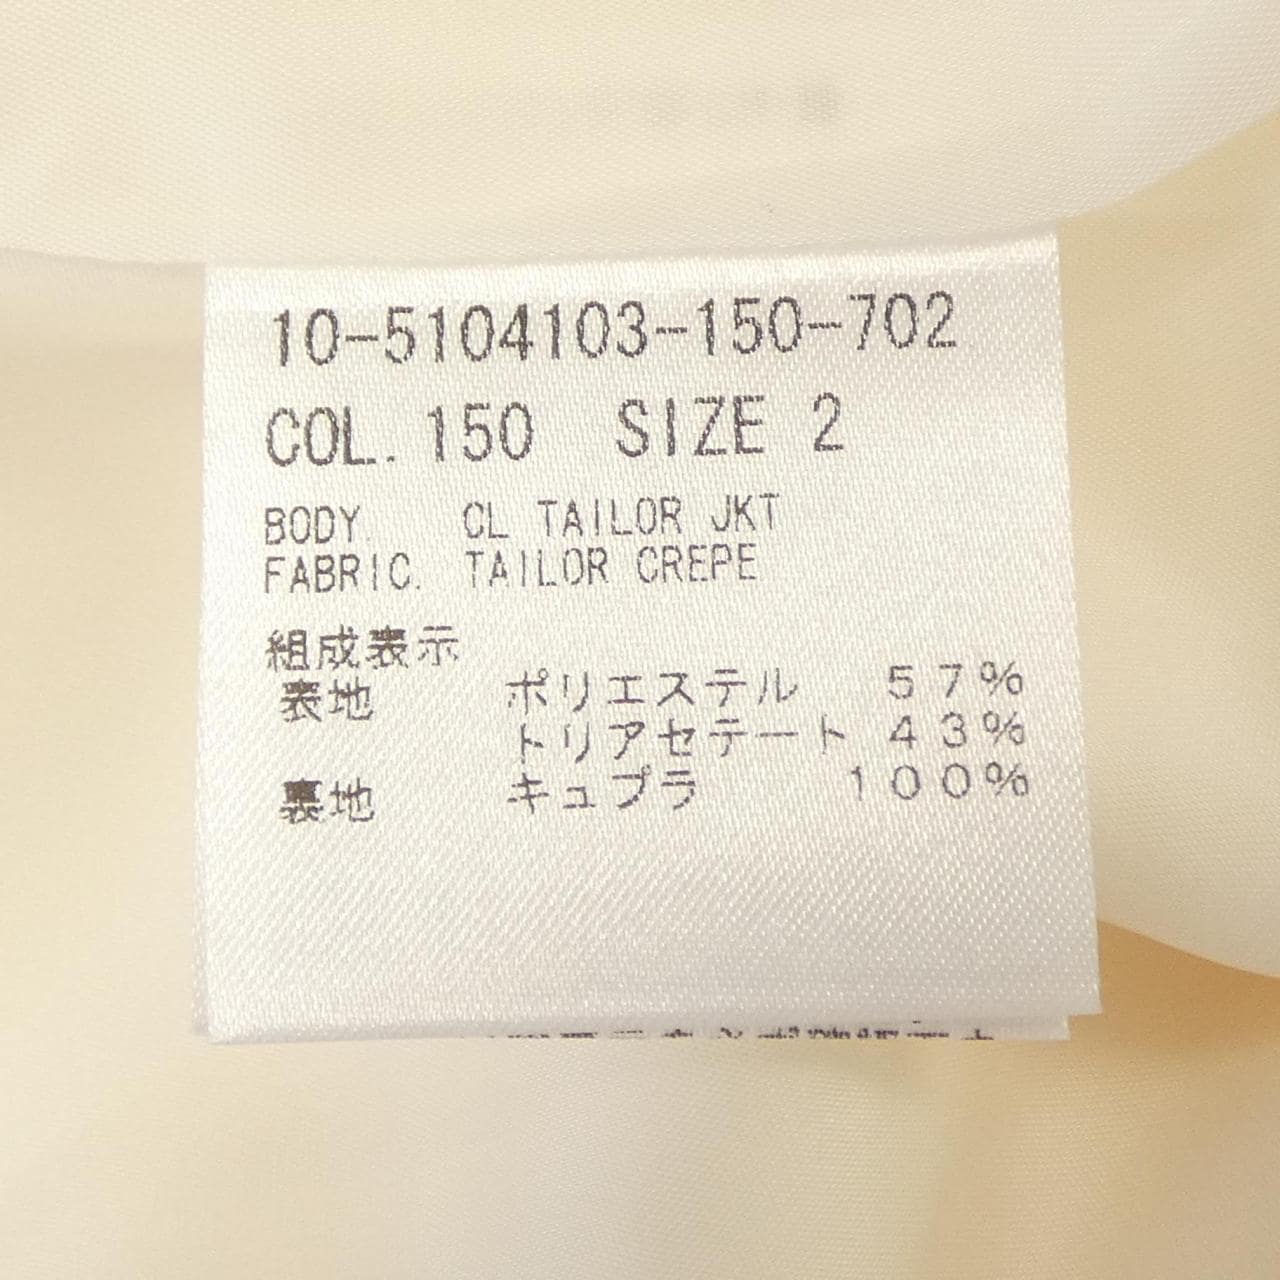 10-5104103-150-702
COL. 150 SIZE 2
BODY. CL TAILOR JKT
FABRIC. TAILOR CREPE
組成表示
表地 ポリエステル 57%
トリアセテート 43%
裏地 キュプラ 100%